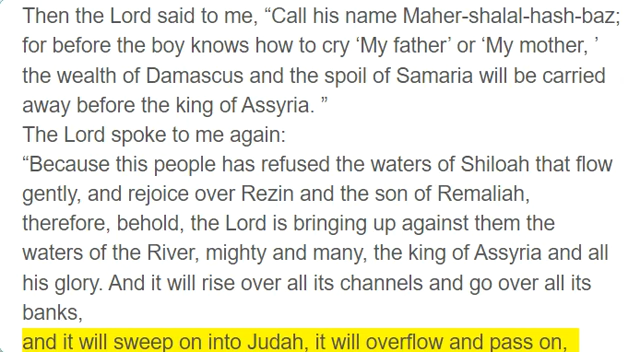 Then the Lord said to me, “Call his name Maher-shalal-hash-baz;
for before the boy knows how to cry ‘My father’ or ‘My mother, ’
the wealth of Damascus and the spoil of Samaria will be carried
away before the king of Assyria. ”
The Lord spoke to me again:
“Because this people has refused the waters of Shiloah that flow
gently, and rejoice over Rezin and the son of Remaliah,
therefore, behold, the Lord is bringing up against them the
waters of the River, mighty and many, the king of Assyria and all
his glory. And it will rise over all its channels and go over all its
banks,
and it will sweep on into Judah, it will overflow and pass on,